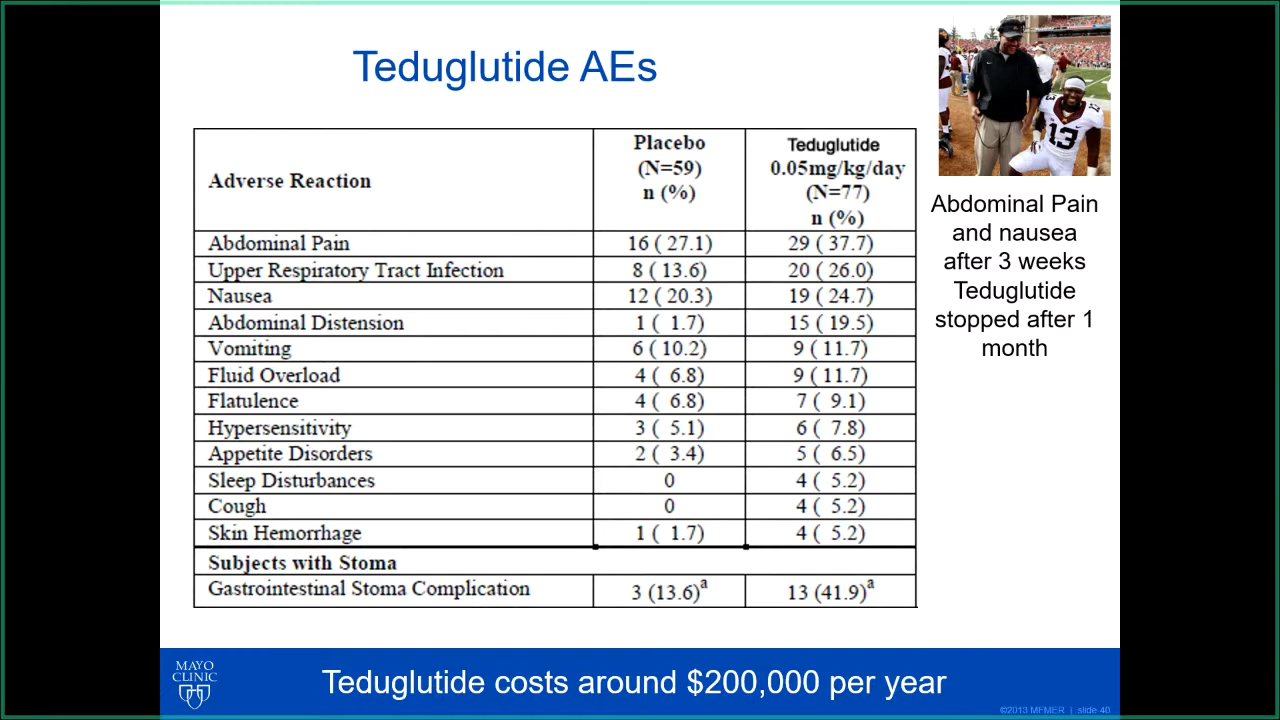 Teduglutide AEs
Adverse Reaction
Placebo
(N=59)
n (%)
Teduglutide
0.05mg/kg/day
(N=77)
n (%)
Abdominal Pain 16 ( 27.1) 29 ( 37.7)
Upper Respiratory Tract Infection 8 ( 13.6) 20 ( 26.0)
Nausea 12 ( 20.3) 19 ( 24.7)
Abdominal Distension 1 ( 1.7) 15 ( 19.5)
Vomiting 6 ( 10.2) 9 ( 11.7)
Fluid Overload 4 ( 6.8) 9 ( 11.7)
Flatulence 4 ( 6.8) 7 ( 9.1)
Hypersensitivity 3 ( 5.1) 6 ( 7.8)
Appetite Disorders 2 ( 3.4) 5 ( 6.5)
Sleep Disturbances 0 4 ( 5.2)
Cough 0 4 ( 5.2)
Skin Hemorrhage 1 ( 1.7) 4 ( 5.2)
Subjects with Stoma
Gastrointestinal Stoma Complication 3 (13.6)a 13 (41.9)a
13
13
Abdominal Pain
and nausea
after 3 weeks
Teduglutide
stopped after 1
month
MAYO
CLINIC
Teduglutide costs around $200,000 per year
©2013 MFMER | slide-40